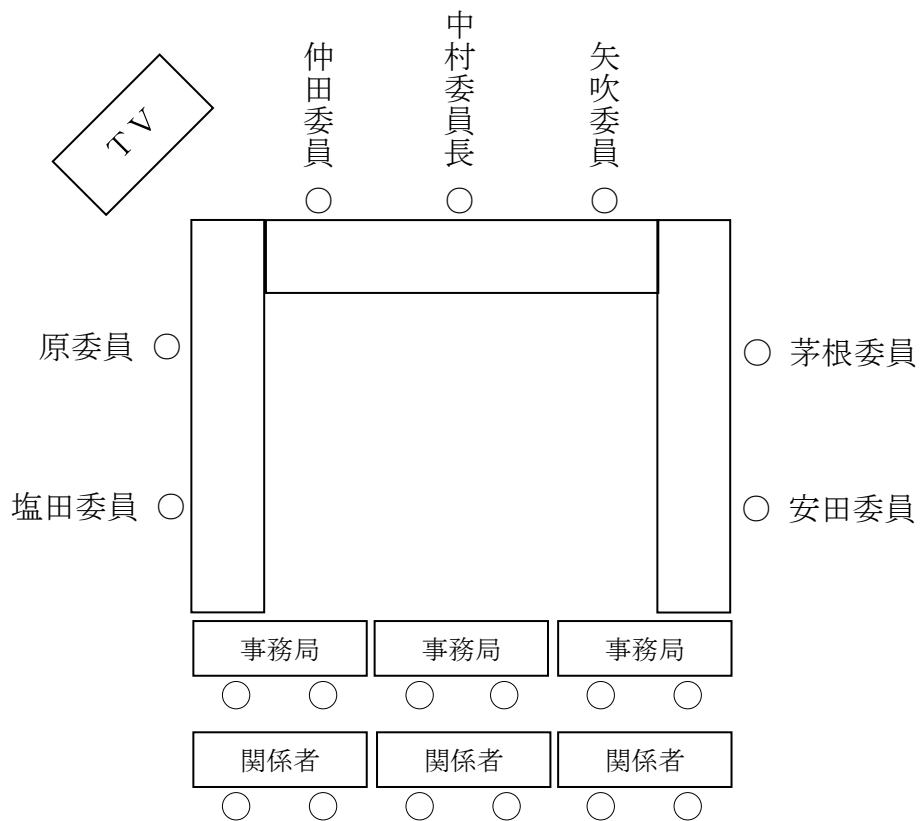 TV
仲田委員
中村委員長
矢吹委員
原委員
茅根委員
塩田委員
安田委員
事務局
事務局
事務局
関係者
関係者
関係者